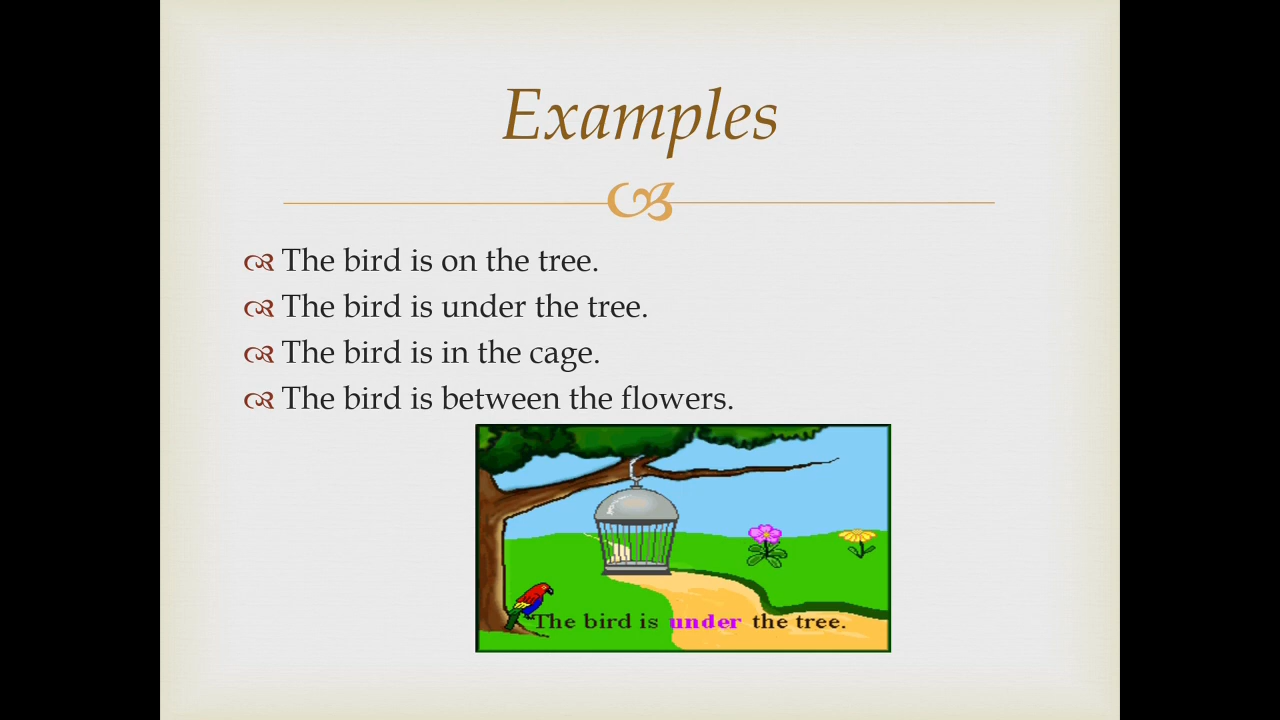 Examples
The bird is on the tree.
The bird is under the tree.
The bird is in the cage.
The bird is between the flowers.
The bird is under the tree.